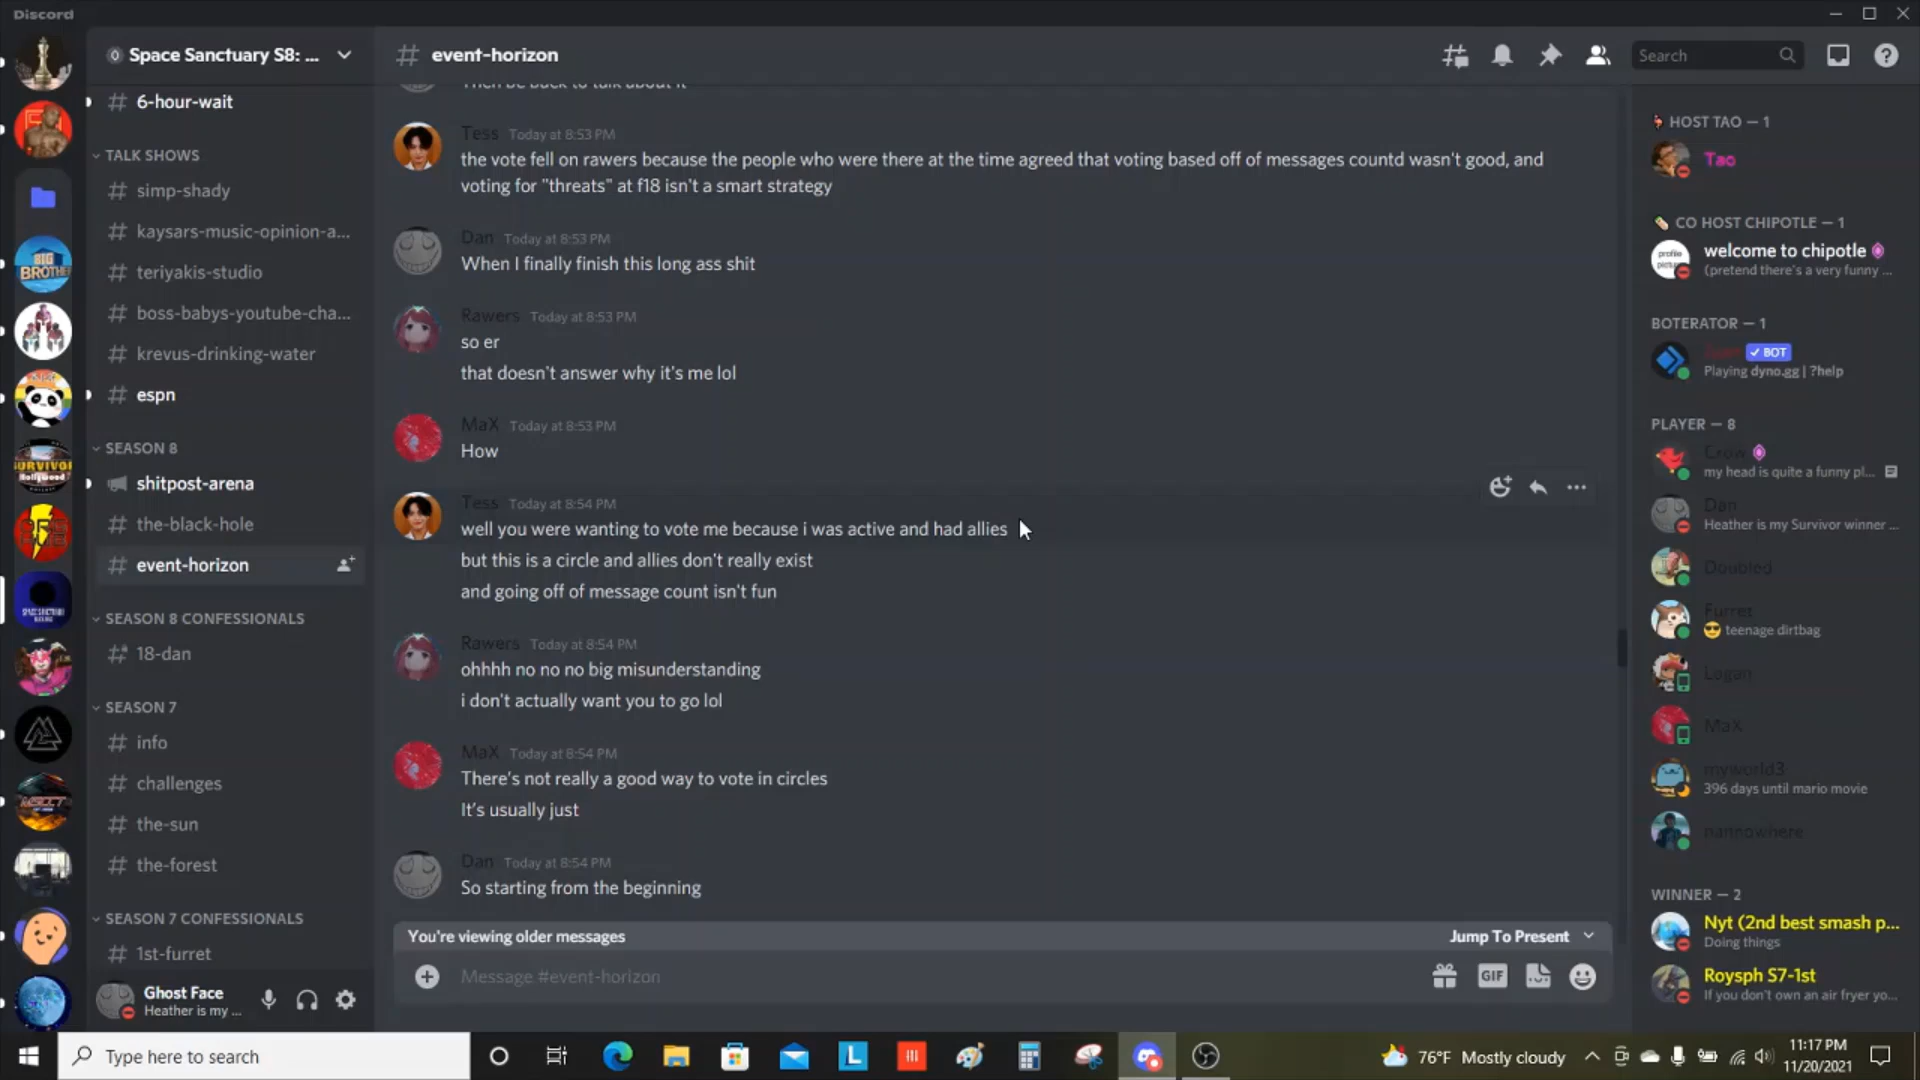 Discord
Space Sanctuary S8: ...
6-hour-wait
TALK SHOWS
simp-shady
kaysars-music-opinion-a...
teriyakis-studio
boss-babys-youtube-cha...
krevus-drinking-water
espn
SEASON 8
shitpost-arena
the-black-hole
event-horizon
SEASON 8 CONFESSIONALS
18-dan
SEASON 7
info
challenges
the-sun
the-forest
SEASON 7 CONFESSIONALS
1st-furret
Ghost Face
Heather is my ...
event-horizon
Search
Then be back to talk about it
Tess Today at 8:53 PM
the vote fell on rawers because the people who were there at the time agreed that voting based off of messages countd wasn't good, and
voting for "threats" at f18 isn't a smart strategy
Dan Today at 8:53 PM
When I finally finish this long ass shit
Rawers Today at 8:53 PM
so er
that doesn't answer why it's me lol
MaX Today at 8:53 PM
How
Tess Today at 8:54 PM
well you were wanting to vote me because i was active and had allies
but this is a circle and allies don't really exist
and going off of message count isn't fun
Rawers Today at 8:54 PM
ohhhh no no no big misunderstanding
i don't actually want you to go lol
MaX Today at 8:54 PM
There's not really a good way to vote in circles
It's usually just
Dan Today at 8:54 PM
So starting from the beginning
You're viewing older messages
Jump To Present
Message #event-horizon
GIF
HOST TAO — 1
Tao
CO HOST CHIPOTLE — 1
welcome to chipotle
(pretend there's a very funny ...
BOTERATOR — 1
BOT
Playing dyno.gg | ?help
PLAYER — 8
Crow
my head is quite a funny pl...
Dan
Heather is my Survivor winner ...
Doubled
Furret
teenage dirtbag
Logan
MaX
myworld3
396 days until mario movie
nannowhere
WINNER — 2
Nyt (2nd best smash p...
Doing things
Roysph S7-1st
If you don't own an air fryer yo...
Type here to search
76°F Mostly cloudy
11:17 PM
11/20/2021